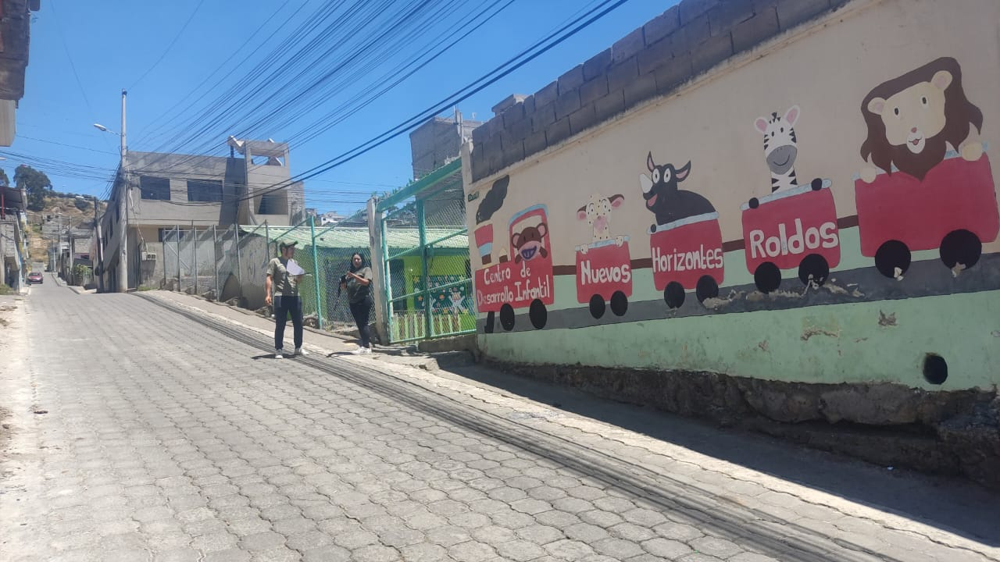 Centro de
Desarrollo Infantil
Nuevos
Horizontes
Roldos